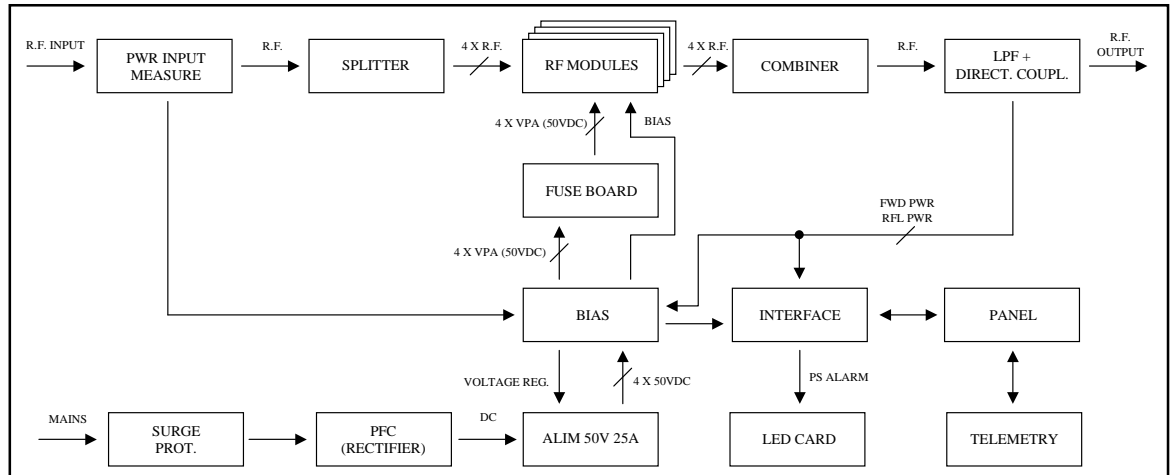 R.F. INPUT
PWR INPUT
MEASURE
R.F.
SPLITTER
4 X R.F.
RF MODULES
4 X R.F.
COMBINER
R.F.
LPF +
DIRECT. COUPL.
R.F.
OUTPUT
4 X VPA (50VDC)
BIAS
FUSE BOARD
FWD PWR
RFL PWR
4 X VPA (50VDC)
BIAS
INTERFACE
PANEL
VOLTAGE REG.
4 X 50VDC
PS ALARM
MAINS
SURGE
PROT.
PFC
(RECTIFIER)
DC
ALIM 50V 25A
LED CARD
TELEMETRY